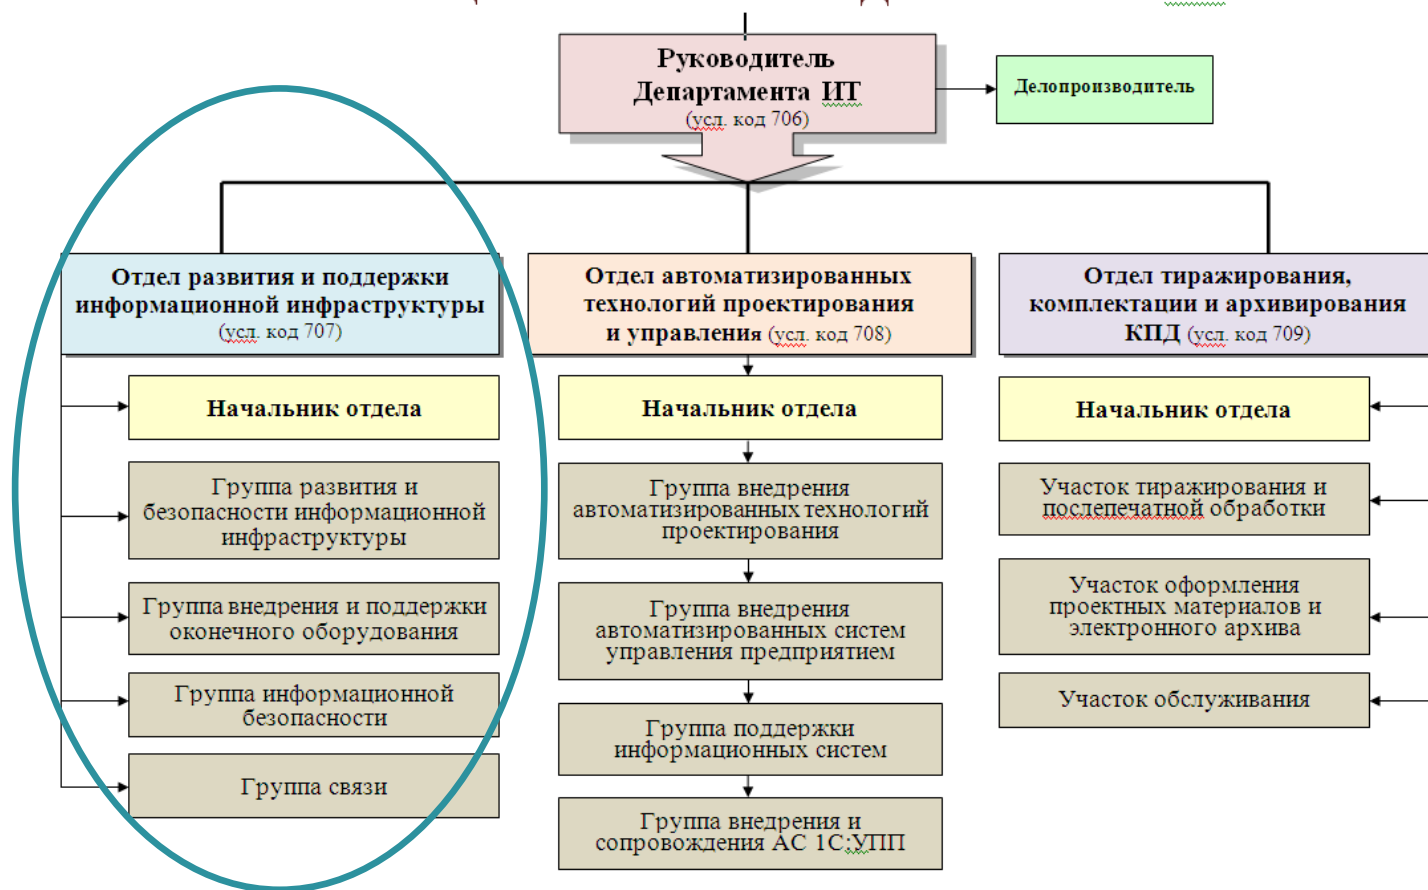 Руководитель
Департамента ИТ
(усл. код 706)
Делопроизводитель
Отдел развития и поддержки
информационной инфраструктуры
(усл. код 707)
Начальник отдела
Группа развития и
безопасности информационной
инфраструктуры
Группа внедрения и поддержки
оконечного оборудования
Группа информационной
безопасности
Группа связи
Отдел автоматизированных
технологий проектирования
и управления (усл. код 708)
Начальник отдела
Группа внедрения
автоматизированных технологий
проектирования
Группа внедрения
автоматизированных систем
управления предприятием
Группа поддержки
информационных систем
Группа внедрения и
сопровождения АС 1С:УПП
Отдел тиражирования,
комплектации и архивирования
КПД (усл. код 709)
Начальник отдела
Участок тиражирования и
послепечатной обработки
Участок оформления
проектных материалов и
электронного архива
Участок обслуживания